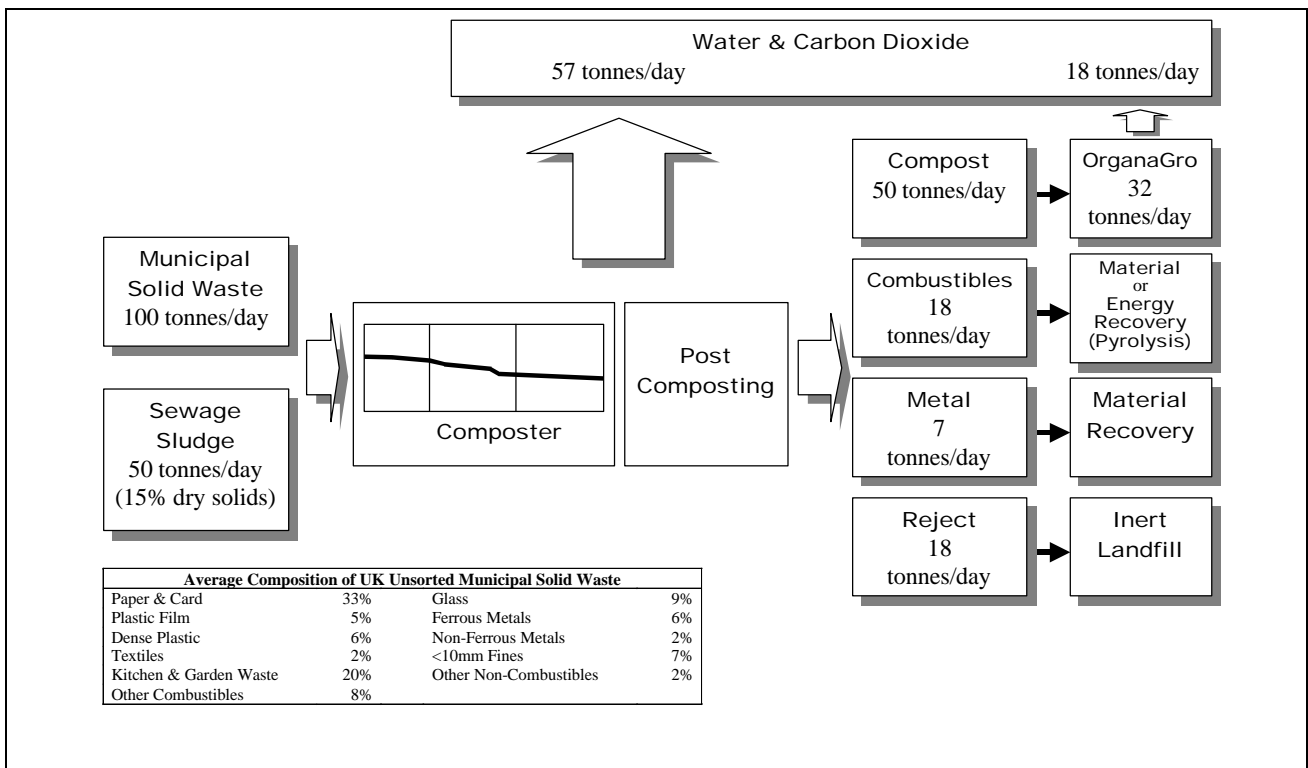 Water & Carbon Dioxide
57 tonnes/day 18 tonnes/day
Municipal
Solid Waste
100 tonnes/day
Sewage
Sludge
50 tonnes/day
(15% dry solids)
Composter
Post
Composting
Compost
50 tonnes/day
OrganaGro
32
tonnes/day
Combustibles
18
tonnes/day
Material
or
Energy
Recovery
(Pyrolysis)
Metal
7
tonnes/day
Material
Recovery
Reject
18
tonnes/day
Inert
Landfill
Average Composition of UK Unsorted Municipal Solid Waste
Paper & Card 33% Glass 9%
Plastic Film 5% Ferrous Metals 6%
Dense Plastic 6% Non-Ferrous Metals 2%
Textiles 2% <10mm Fines 7%
Kitchen & Garden Waste 20% Other Non-Combustibles 2%
Other Combustibles 8%